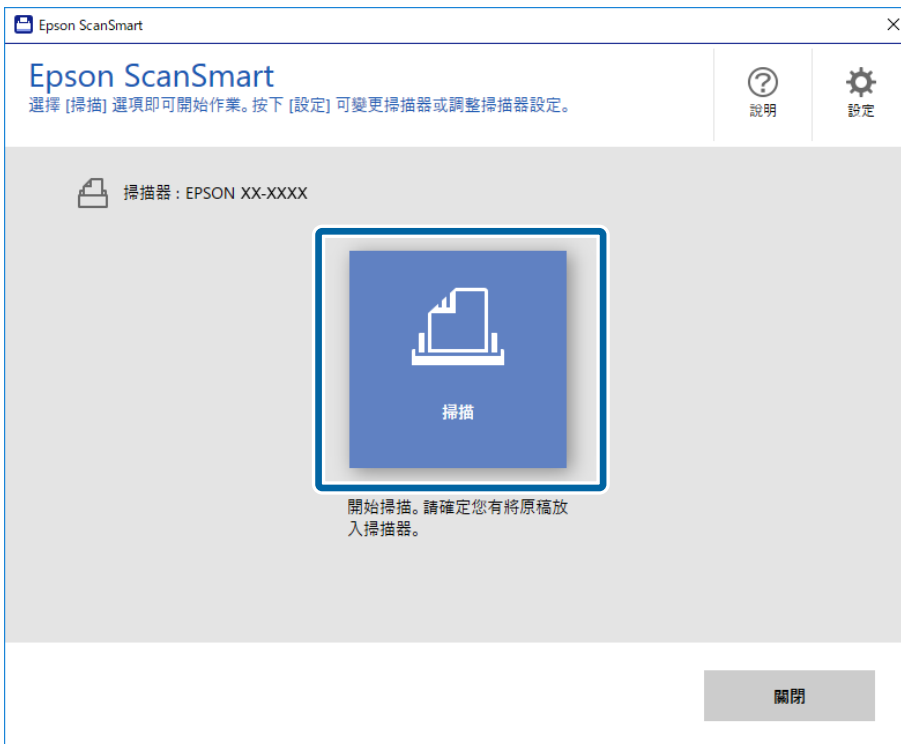 Epson ScanSmart
Epson ScanSmart
選擇 [掃描] 選項即可開始作業。按下 [設定] 可變更掃描器或調整掃描器設定。
說明
設定
掃描器：EPSON XX-XXXX
掃描
開始掃描。請確定您有將原稿放
入掃描器。
關閉